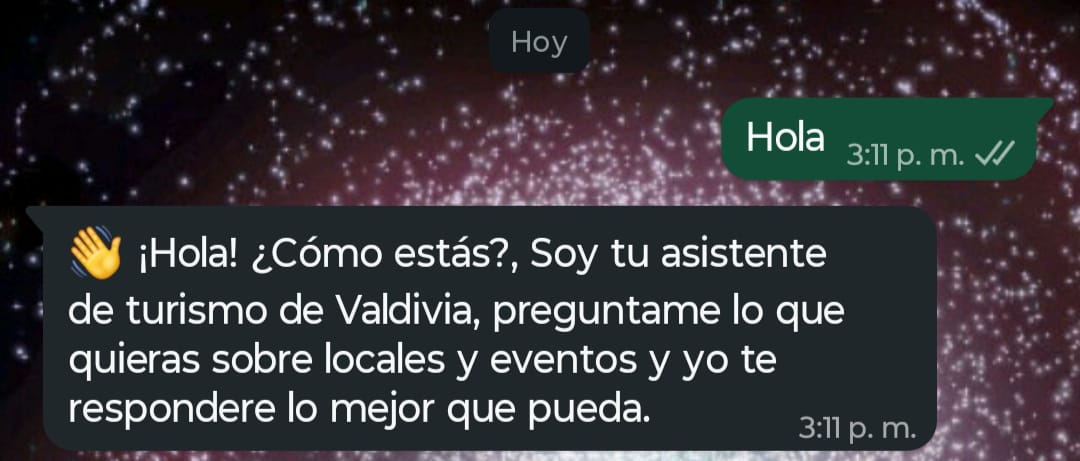 Hoy
Hola
3:11 p. m.
👋 ¡Hola! ¿Cómo estás?, Soy tu asistente
de turismo de Valdivia, preguntame lo que
quieras sobre locales y eventos y yo te
respondere lo mejor que pueda.
3:11 p. m.